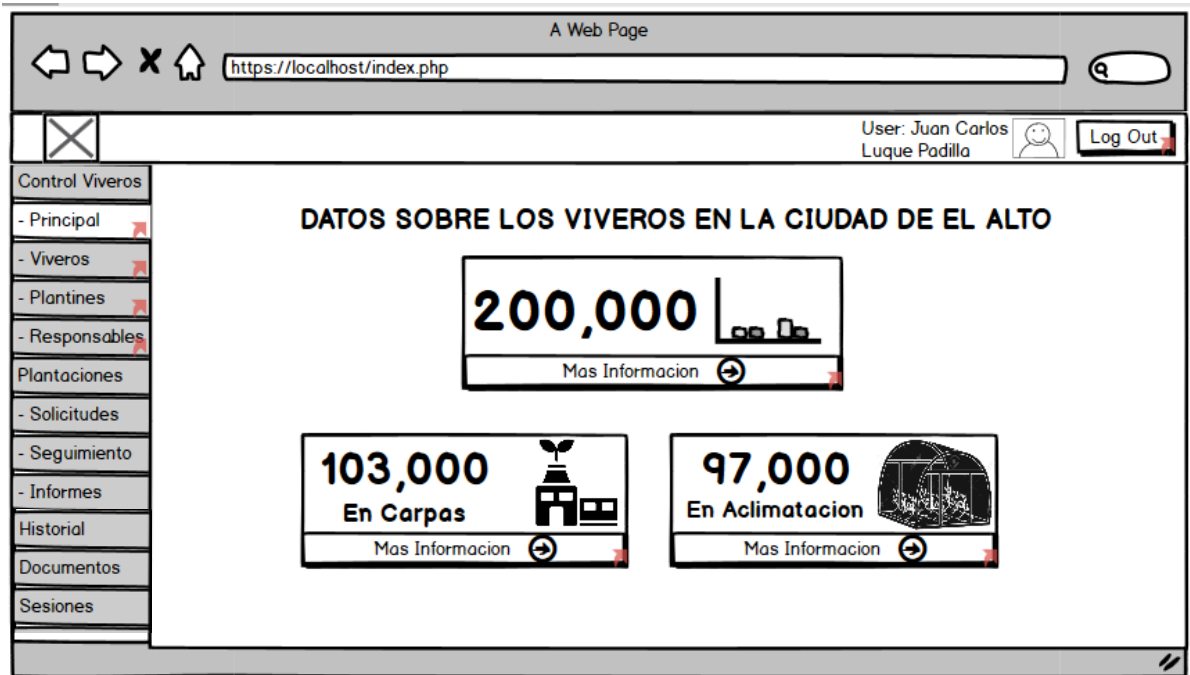 A Web Page
https://localhost/index.php
User: Juan Carlos
Luque Padilla
Log Out
Control Viveros
- Principal
- Viveros
- Plantines
- Responsables
Plantaciones
- Solicitudes
- Seguimiento
- Informes
Historial
Documentos
Sesiones
DATOS SOBRE LOS VIVEROS EN LA CIUDAD DE EL ALTO
200,000
Mas Informacion
103,000
En Carpas
Mas Informacion
97,000
En Aclimatacion
Mas Informacion